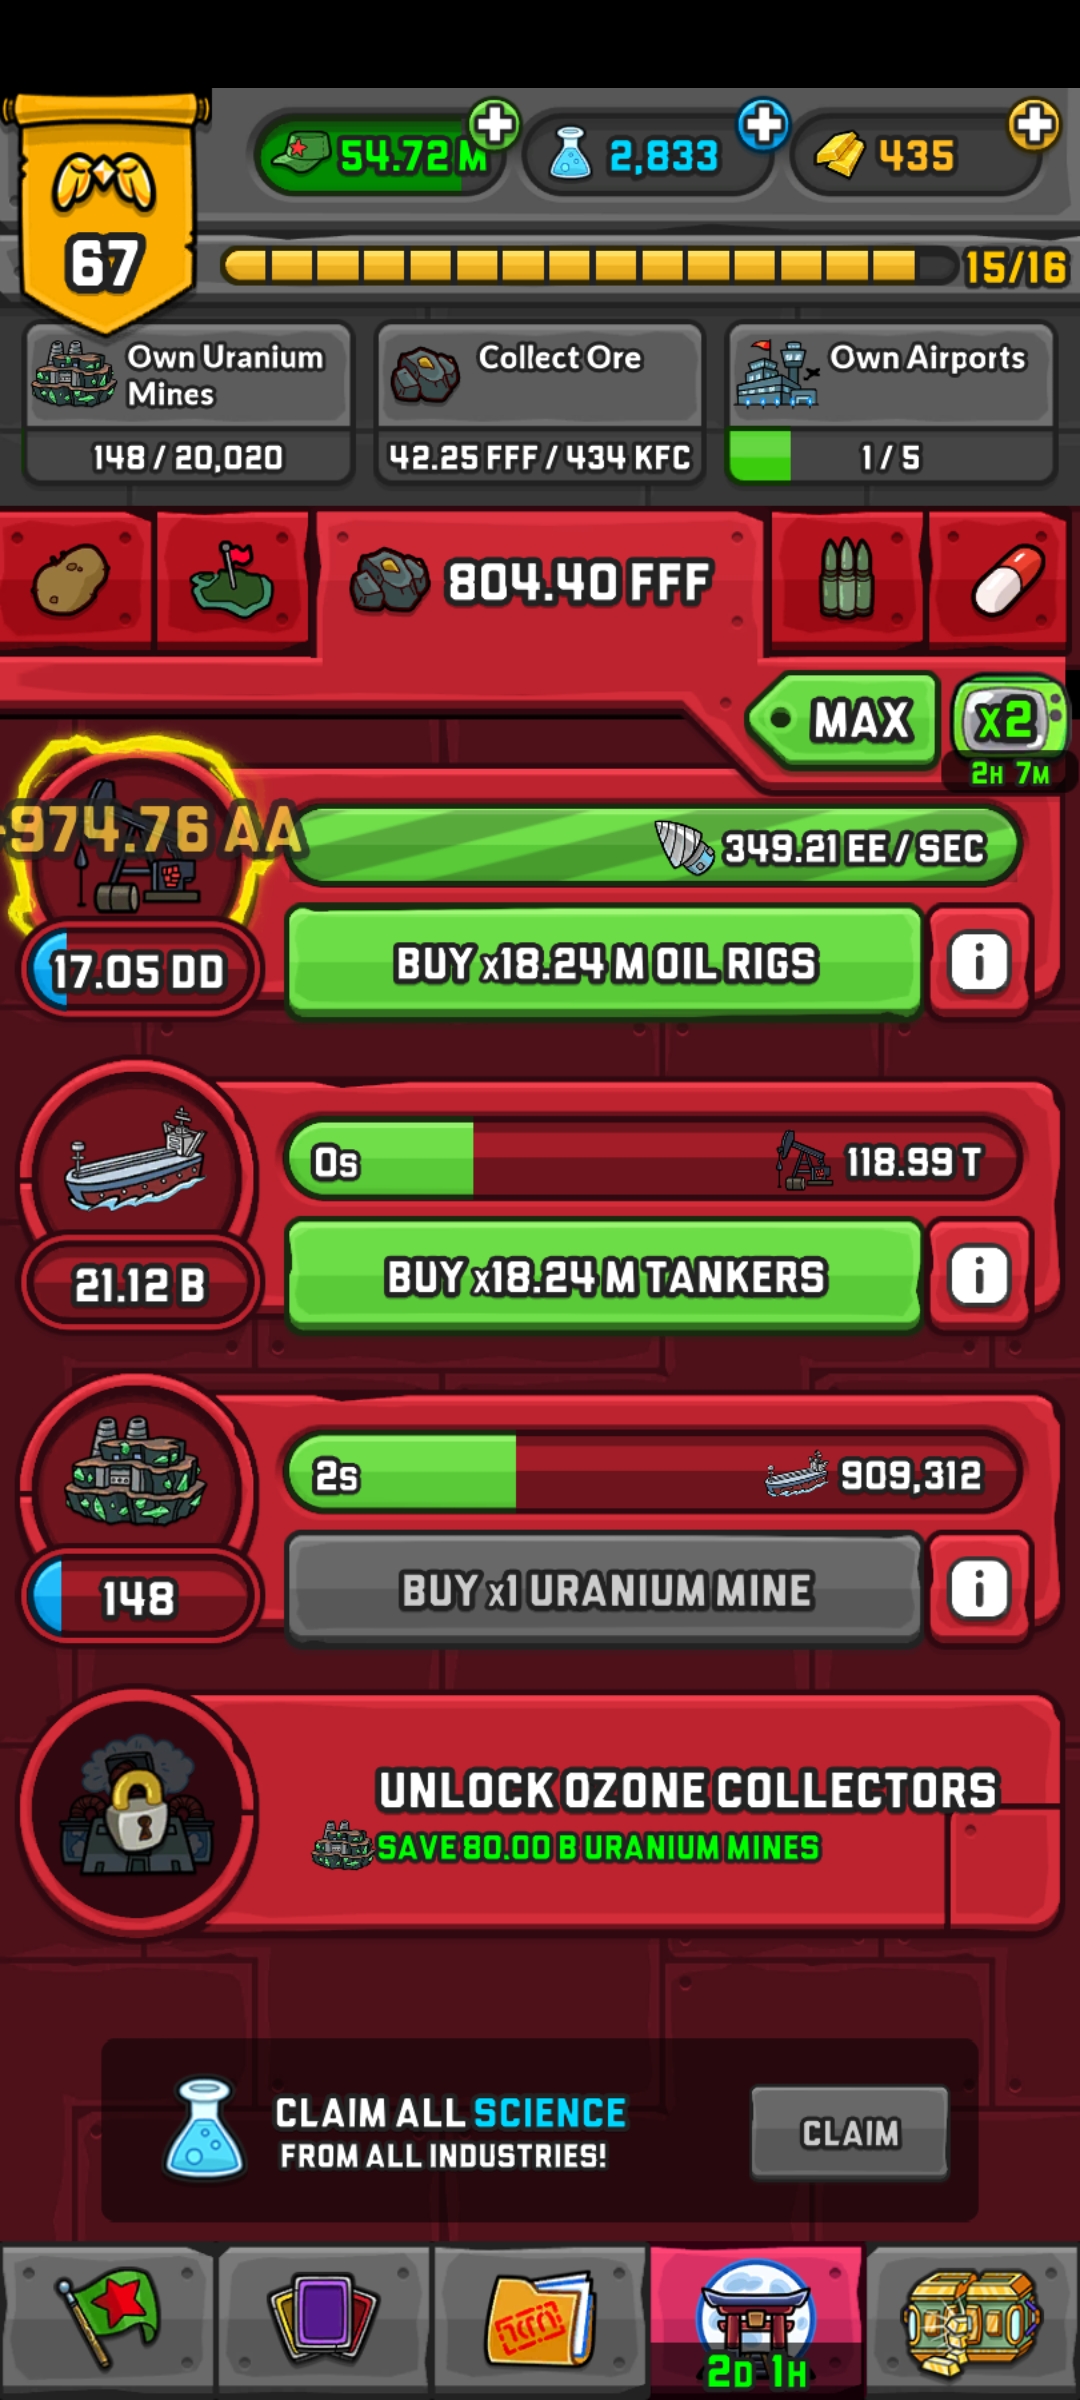 54.72 M
2,833
435
67
15/16
Own Uranium
Mines
148 / 20,020
Collect Ore
42.25 FFF / 434 KFC
Own Airports
1 / 5
804.40 FFF
MAX
x2
2H 7M
974.76 AA
349.21 EE / SEC
17.05 DD
BUY x18.24 M OIL RIGS
i
0s
118.99 T
21.12 B
BUY x18.24 M TANKERS
i
2s
909,312
148
BUY x1 URANIUM MINE
i
UNLOCK OZONE COLLECTORS
SAVE 80.00 B URANIUM MINES
CLAIM ALL SCIENCE
FROM ALL INDUSTRIES!
CLAIM
2D 1H